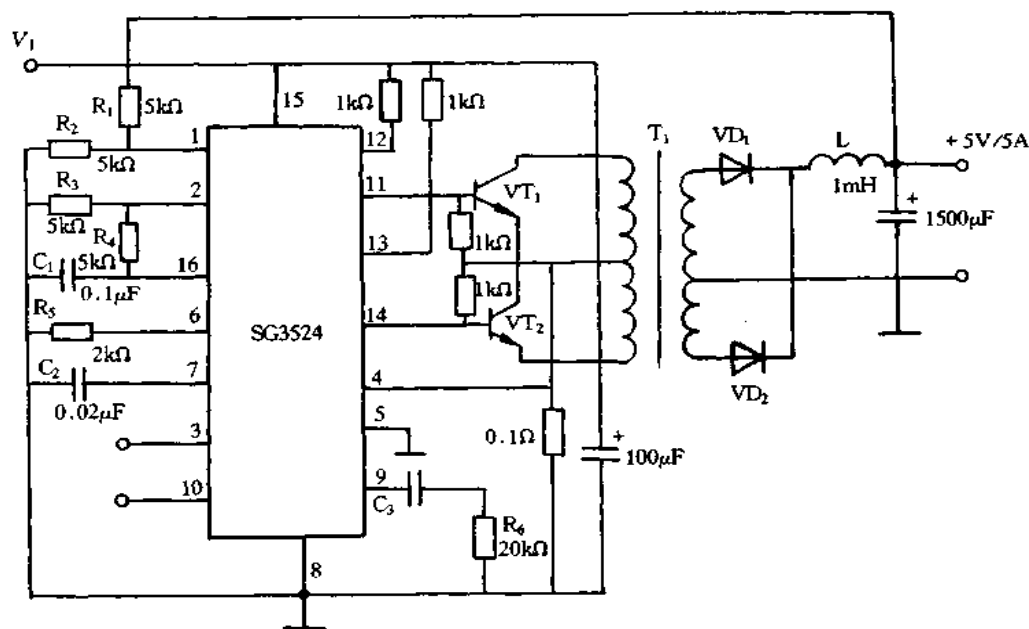 V₁
R₁
5kΩ
15
1kΩ
1kΩ
R₂
5kΩ
1
12
T₁
VD₁
L
1mH
+5V/5A
R₃
5kΩ
2
11
VT₁
+
1500μF
R₄
5kΩ
13
1kΩ
C₁
0.1μF
16
1kΩ
R₅
2kΩ
6
SG3524
14
VT₂
C₂
0.02μF
7
4
VD₂
3
5
0.1Ω
+
100μF
10
9
C₃
R₆
20kΩ
8